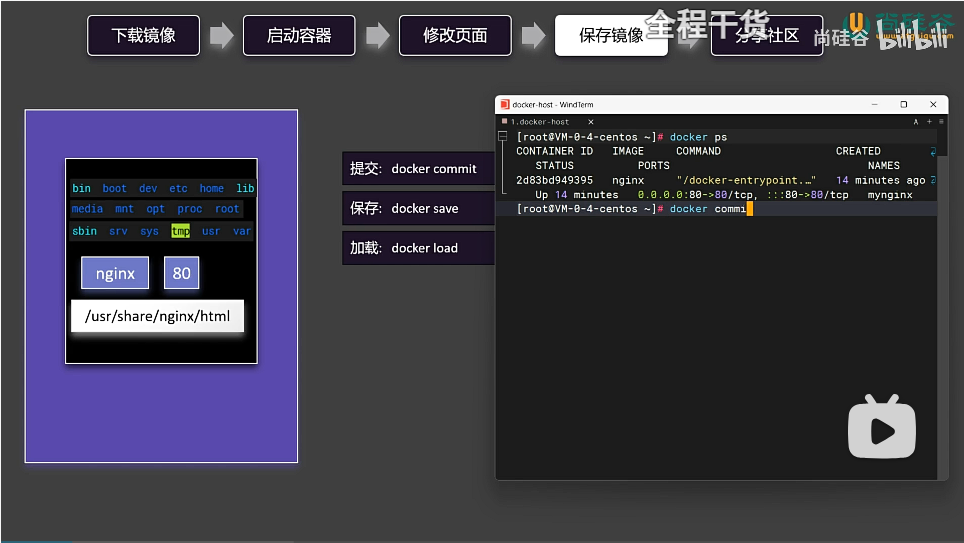 下载镜像
启动容器
修改页面
保存镜像
分享社区
全程干货
尚硅谷
尚硅谷
bilibili
bin boot dev etc home lib
media mnt opt proc root
sbin srv sys tmp usr var
nginx
80
/usr/share/nginx/html
提交: docker commit
保存: docker save
加载: docker load
docker-host - WindTerm
1.docker-host
[root@VM-0-4-centos ~]# docker ps
CONTAINER ID IMAGE COMMAND CREATED
STATUS PORTS NAMES
2d83bd949395 nginx "/docker-entrypoint.…" 14 minutes ago
Up 14 minutes 0.0.0.0:80->80/tcp, :::80->80/tcp mynginx
[root@VM-0-4-centos ~]# docker commi